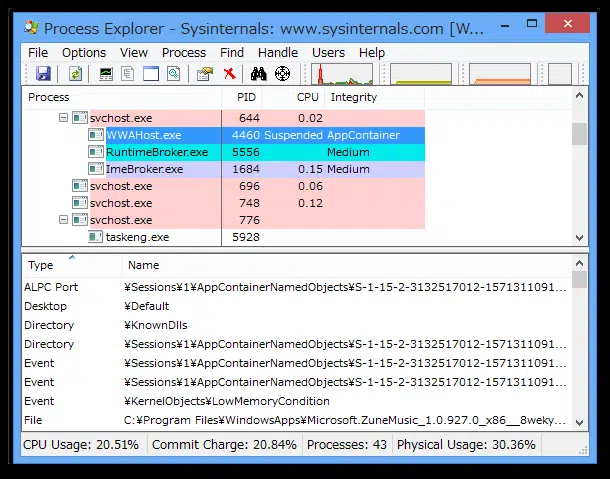 Process Explorer - Sysinternals: www.sysinternals.com [W...
File Options View Process Find Handle Users Help
Process PID CPU Integrity
svchost.exe 644 0.02
WWAHost.exe 4460 Suspended AppContainer
RuntimeBroker.exe 5556 Medium
ImeBroker.exe 1684 0.15 Medium
svchost.exe 696 0.06
svchost.exe 748 0.12
svchost.exe 776
taskeng.exe 5928
Type Name
ALPC Port ¥Sessions¥1¥AppContainerNamedObjects¥S-1-15-2-3132517012-1571311091...
Desktop ¥Default
Directory ¥KnownDlls
Directory ¥Sessions¥1¥AppContainerNamedObjects¥S-1-15-2-3132517012-1571311091...
Event ¥Sessions¥1¥AppContainerNamedObjects¥S-1-15-2-3132517012-1571311091...
Event ¥Sessions¥1¥AppContainerNamedObjects¥S-1-15-2-3132517012-1571311091...
Event ¥KernelObjects¥LowMemoryCondition
File C:¥Program Files¥WindowsApps¥Microsoft.ZuneMusic_1.0.927.0_x86__8weky...
CPU Usage: 20.51% Commit Charge: 20.84% Processes: 43 Physical Usage: 30.36%